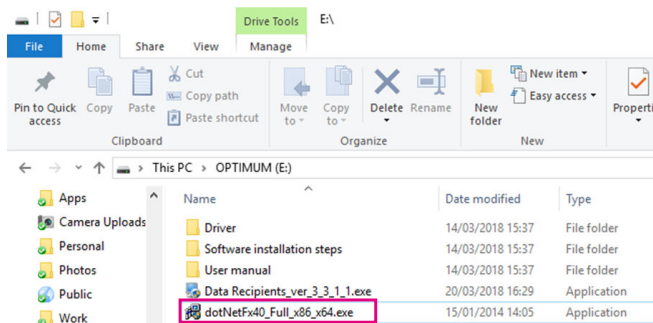 Drive Tools E:\
File Home Share View Manage
Pin to Quick access
Copy
Paste
Cut
Copy path
Paste shortcut
Clipboard
Move to
Copy to
Delete
Rename
Organize
New folder
New item
Easy access
New
Properti
This PC > OPTIMUM (E:)
Apps
Camera Uploads
Personal
Photos
Public
Work
Name Date modified Type
Driver 14/03/2018 15:37 File folder
Software installation steps 14/03/2018 15:37 File folder
User manual 14/03/2018 15:37 File folder
Data Recipients_ver_3_3_1_1.exe 20/03/2018 16:29 Application
dotNetFx40_Full_x86_x64.exe 15/01/2014 14:05 Application